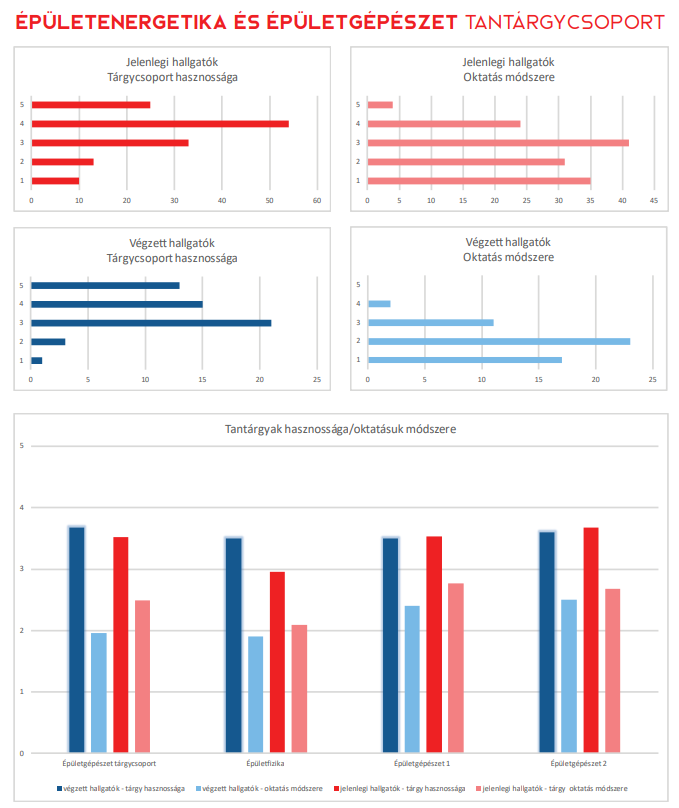 ÉPÜLETENERGETIKA ÉS ÉPÜLETGÉPÉSZET TANTÁRGYCSOPORT
Jelenlegi hallgatók
Tárgycsoport hasznossága
5
4
3
2
1
0 10 20 30 40 50 60
Jelenlegi hallgatók
Oktatás módszere
5
4
3
2
1
0 5 10 15 20 25 30 35 40 45
Végzett hallgatók
Tárgycsoport hasznossága
5
4
3
2
1
0 5 10 15 20 25
Végzett hallgatók
Oktatás módszere
5
4
3
2
1
0 5 10 15 20 25
Tantárgyak hasznossága/oktatásuk módszere
5
4
3
2
1
0
Épületgépészet tárgycsoport Épületfizika Épületgépészet 1 Épületgépészet 2
végzett hallgatók - tárgy hasznossága végzett hallgatók - oktatás módszere jelenlegi hallgatók - tárgy hasznossága jelenlegi hallgatók - tárgy oktatás módszere